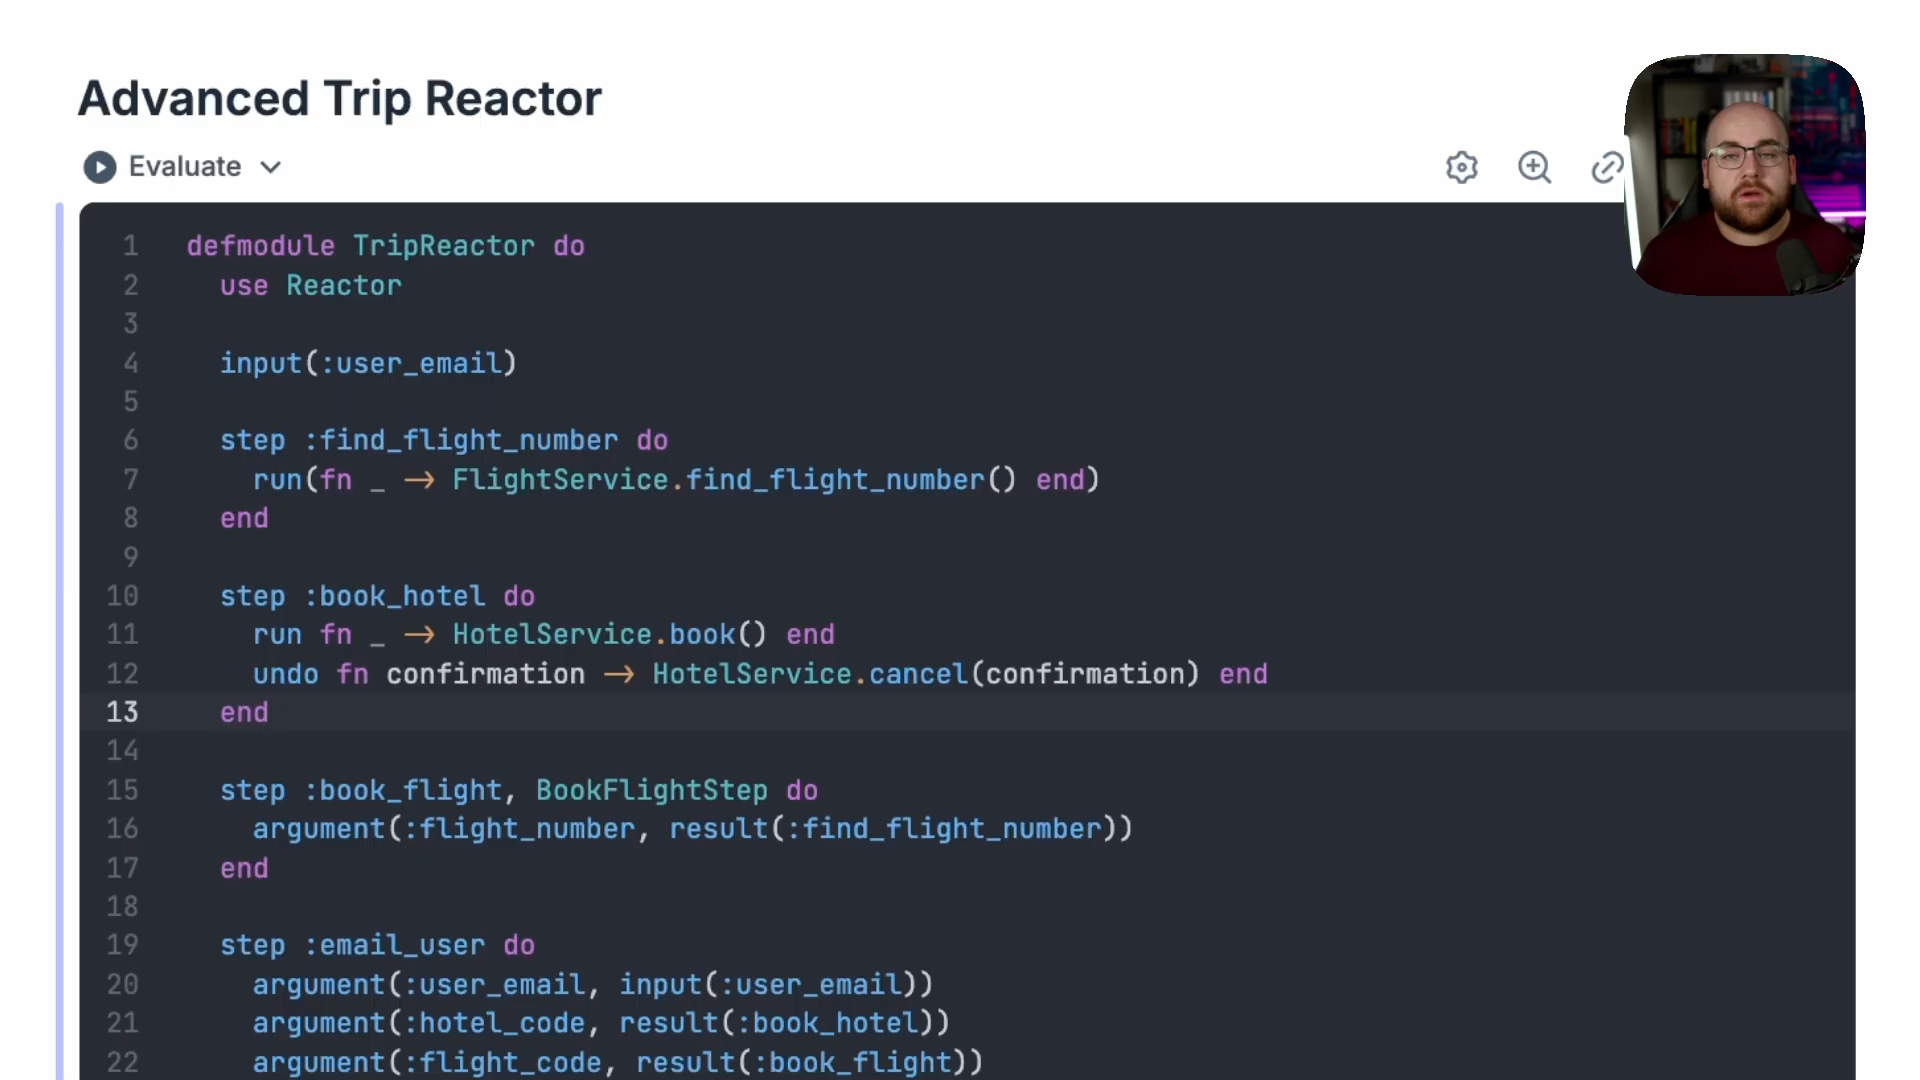 Advanced Trip Reactor
Evaluate
1 defmodule TripReactor do
2 use Reactor
3
4 input(:user_email)
5
6 step :find_flight_number do
7 run(fn _ -> FlightService.find_flight_number() end)
8 end
9
10 step :book_hotel do
11 run fn _ -> HotelService.book() end
12 undo fn confirmation -> HotelService.cancel(confirmation) end
13 end
14
15 step :book_flight, BookFlightStep do
16 argument(:flight_number, result(:find_flight_number))
17 end
18
19 step :email_user do
20 argument(:user_email, input(:user_email))
21 argument(:hotel_code, result(:book_hotel))
22 argument(:flight_code, result(:book_flight))